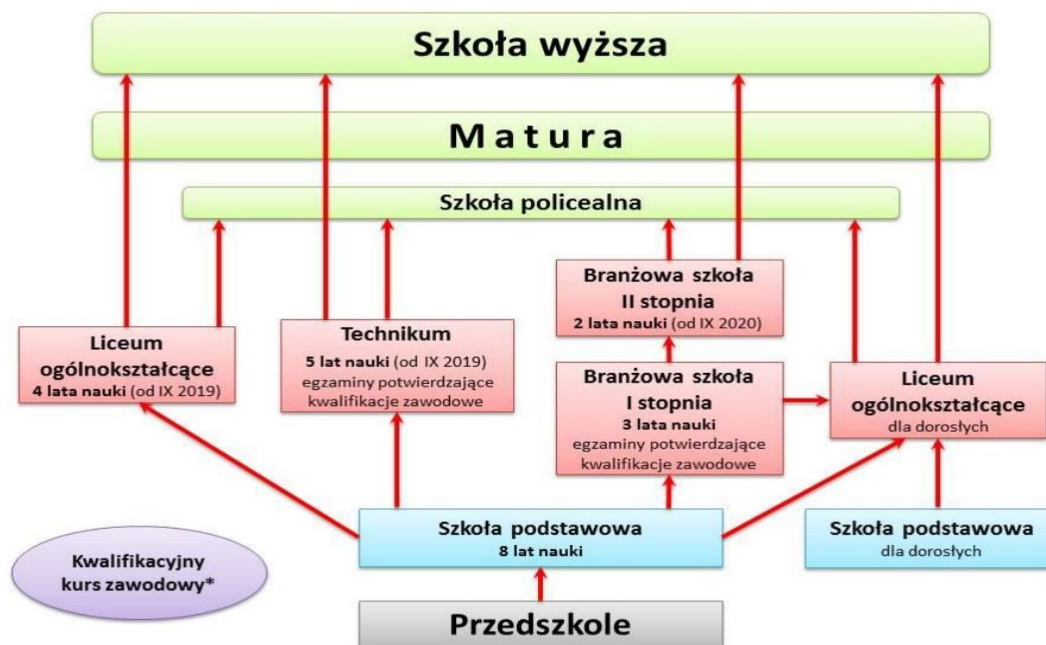 Szkoła wyższa
Matura
Szkoła policealna
Branżowa szkoła
II stopnia
2 lata nauki (od IX 2020)
Liceum
ogólnokształcące
4 lata nauki (od IX 2019)
Technikum
5 lat nauki (od IX 2019)
egzaminy potwierdzające
kwalifikacje zawodowe
Branżowa szkoła
I stopnia
3 lata nauki
egzaminy potwierdzające
kwalifikacje zawodowe
Liceum
ogólnokształcące
dla dorosłych
Szkoła podstawowa
8 lat nauki
Szkoła podstawowa
dla dorosłych
Kwalifikacyjny
kurs zawodowy*
Przedszkole